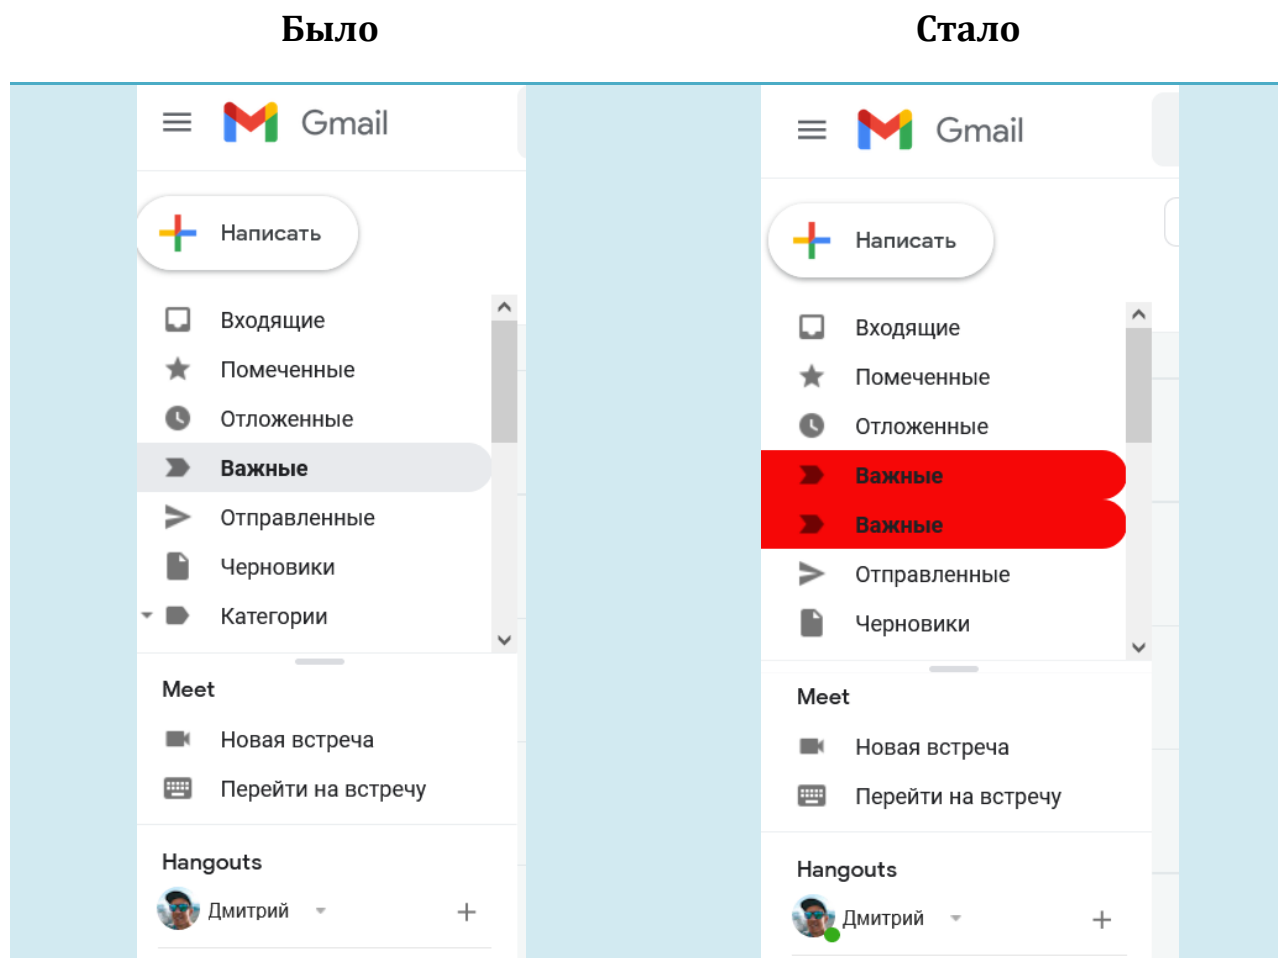 Было
Gmail
Написать
Входящие
Помеченные
Отложенные
Важные
Отправленные
Черновики
Категории
Meet
Новая встреча
Перейти на встречу
Hangouts
Дмитрий
Стало
Gmail
Написать
Входящие
Помеченные
Отложенные
Важные
Важные
Отправленные
Черновики
Meet
Новая встреча
Перейти на встречу
Hangouts
Дмитрий